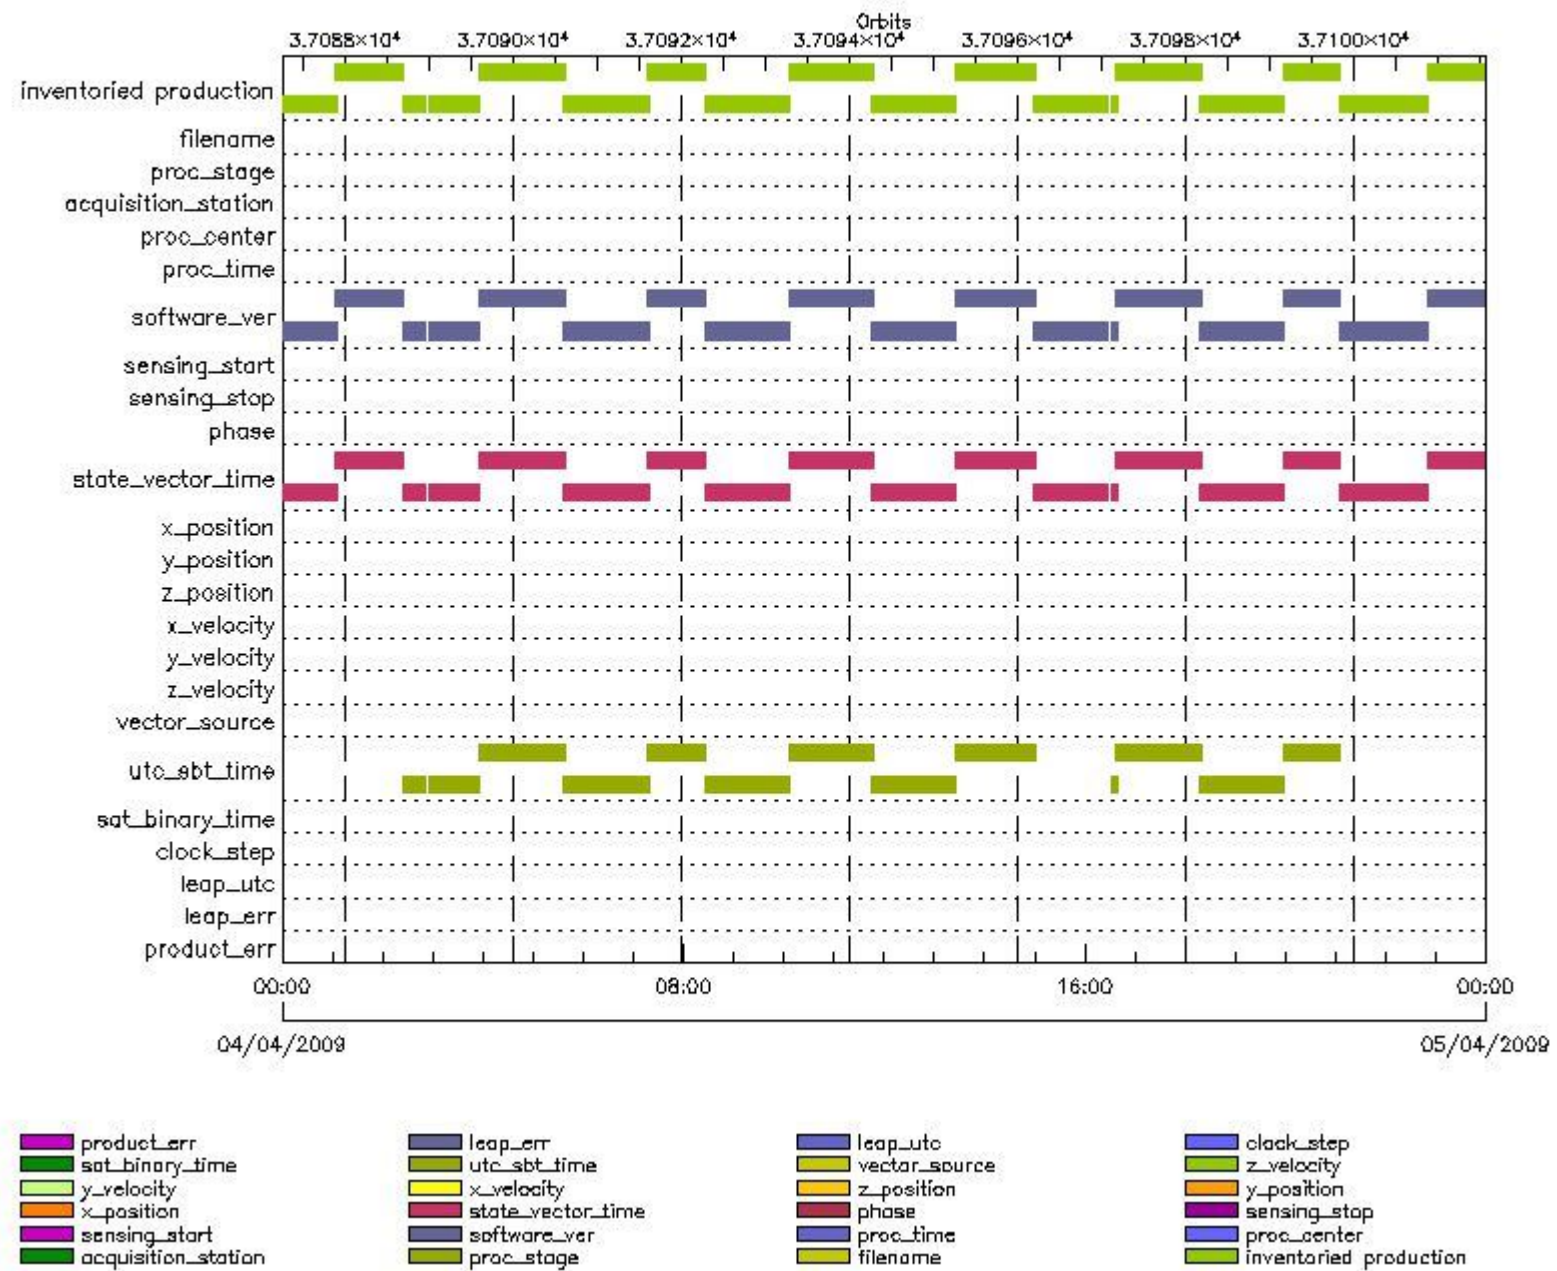 Orbits
3.7088×10⁴ 3.7090×10⁴ 3.7092×10⁴ 3.7094×10⁴ 3.7096×10⁴ 3.7098×10⁴ 3.7100×10⁴
inventoried production
filename
proc_stage
acquisition_station
proc_center
proc_time
software_ver
sensing_start
sensing_stop
phase
state_vector_time
x_position
y_position
z_position
x_velocity
y_velocity
z_velocity
vector_source
utc_sbt_time
sat_binary_time
clock_step
leap_utc
leap_err
product_err
00:00 08:00 16:00 00:00
04/04/2009 05/04/2009
product_err leap_err leap_utc clock_step
sat_binary_time utc_sbt_time vector_source z_velocity
y_velocity x_velocity z_position y_position
x_position state_vector_time phase sensing_stop
sensing_start software_ver proc_time proc_center
acquisition_station proc_stage filename inventoried production